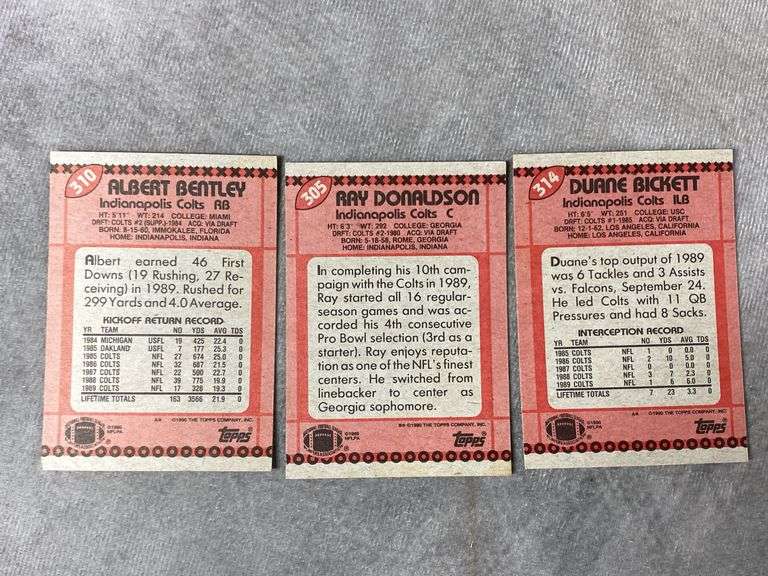 310
ALBERT BENTLEY
Indianapolis Colts RB
HT: 5'11" WT: 214 COLLEGE: MIAMI
DRFT: COLTS #2 (SUPP.)-1984 ACQ: VIA DRAFT
BORN: 8-15-60, IMMOKALEE, FLORIDA
HOME: INDIANAPOLIS, INDIANA
Albert earned 46 First
Downs (19 Rushing, 27 Re-
ceiving) in 1989. Rushed for
299 Yards and 4.0 Average.
KICKOFF RETURN RECORD
YR TEAM NO YDS AVG TDS
1984 MICHIGAN USFL 19 425 22.4 0
1985 OAKLAND USFL 7 177 25.3 0
1985 COLTS NFL 27 674 25.0 0
1986 COLTS NFL 32 687 21.5 0
1987 COLTS NFL 22 500 22.7 0
1988 COLTS NFL 39 775 19.9 0
1989 COLTS NFL 17 328 19.3 0
LIFETIME TOTALS 163 3566 21.9 0
©1990
NFLPA
A* ©1990 THE TOPPS COMPANY, INC.
topps
305
RAY DONALDSON
Indianapolis Colts C
HT: 6'3" WT: 292 COLLEGE: GEORGIA
DRFT: COLTS #2-1980 ACQ: VIA DRAFT
BORN: 5-18-58, ROME, GEORGIA
HOME: INDIANAPOLIS, INDIANA
In completing his 10th cam-
paign with the Colts in 1989,
Ray started all 16 regular-
season games and was
accorded his 4th consecutive
Pro Bowl selection (3rd as a
starter). Ray enjoys reputa-
tion as one of the NFL's finest
centers. He switched from
linebacker to center as
Georgia sophomore.
©1990
NFLPA
B* ©1990 THE TOPPS COMPANY, INC.
topps
314
DUANE BICKETT
Indianapolis Colts ILB
HT: 6'5" WT: 251 COLLEGE: USC
DRFT: COLTS #1-1985 ACQ: VIA DRAFT
BORN: 12-1-62, LOS ANGELES, CALIFORNIA
HOME: LOS ANGELES, CALIFORNIA
Duane's top output of 1989
was 6 Tackles and 3 Assists
vs. Falcons, September 24.
He led Colts with 11 QB
Pressures and had 8 Sacks.
INTERCEPTION RECORD
YR TEAM NO YDS AVG TDS
1985 COLTS NFL 1 0 0.0 0
1986 COLTS NFL 2 10 5.0 0
1987 COLTS NFL 0 0
1988 COLTS NFL 3 7 2.3 0
1989 COLTS NFL 1 6 6.0 0
LIFETIME TOTALS 7 23 3.3 0
©1990
NFLPA
A* ©1990 THE TOPPS COMPANY, INC.
topps